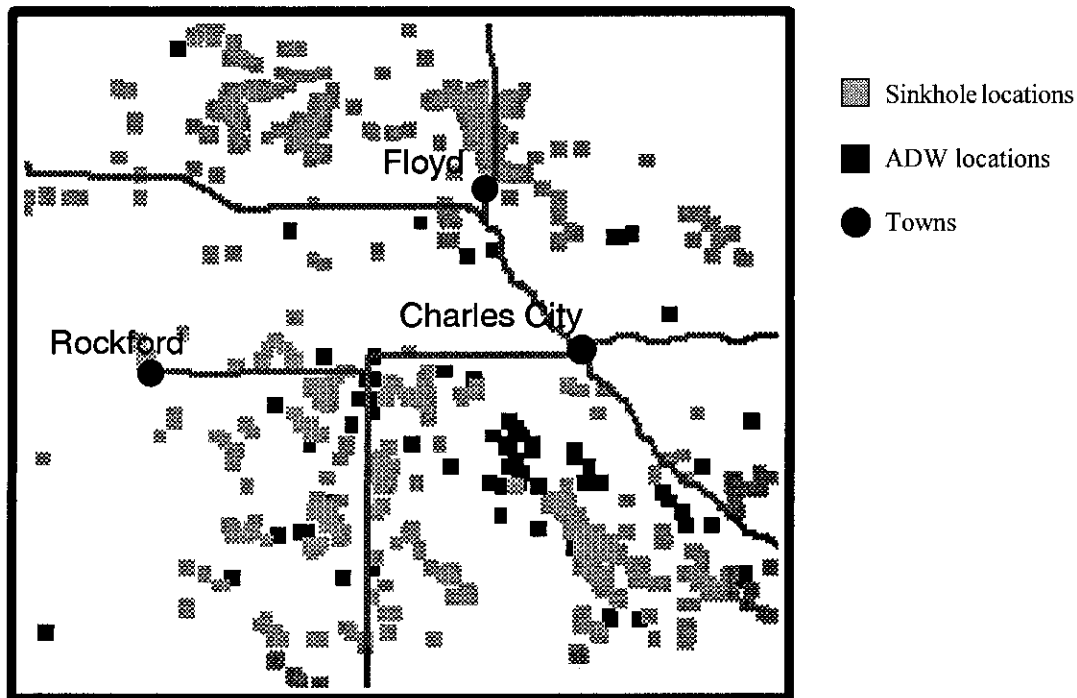 Sinkhole locations
ADW locations
Towns
Floyd
Charles City
Rockford